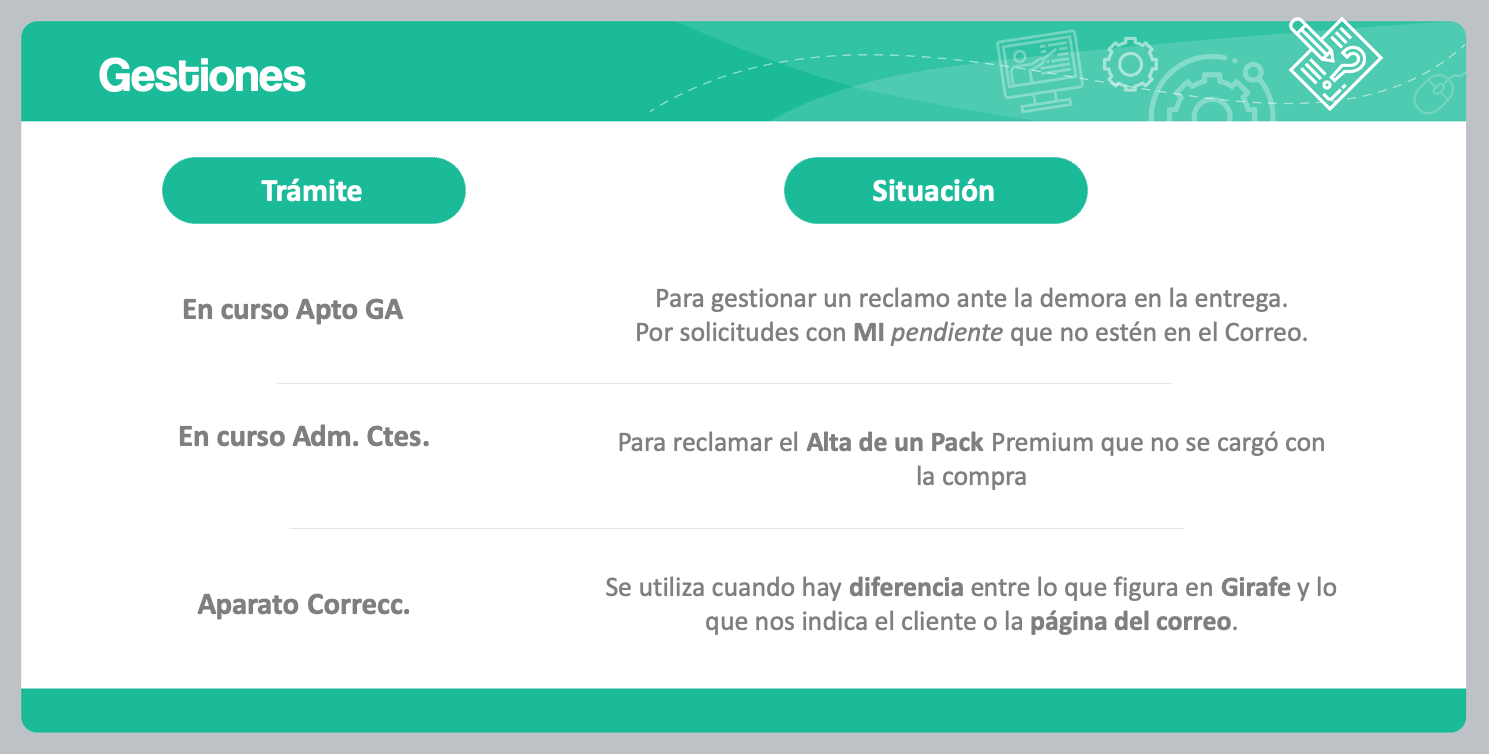 Gestiones
Trámite
Situación
En curso Apto GA
Para gestionar un reclamo ante la demora en la entrega.
Por solicitudes con MI pendiente que no estén en el Correo.
En curso Adm. Ctes.
Para reclamar el Alta de un Pack Premium que no se cargó con
la compra
Aparato Correcc.
Se utiliza cuando hay diferencia entre lo que figura en Girafe y lo
que nos indica el cliente o la página del correo.